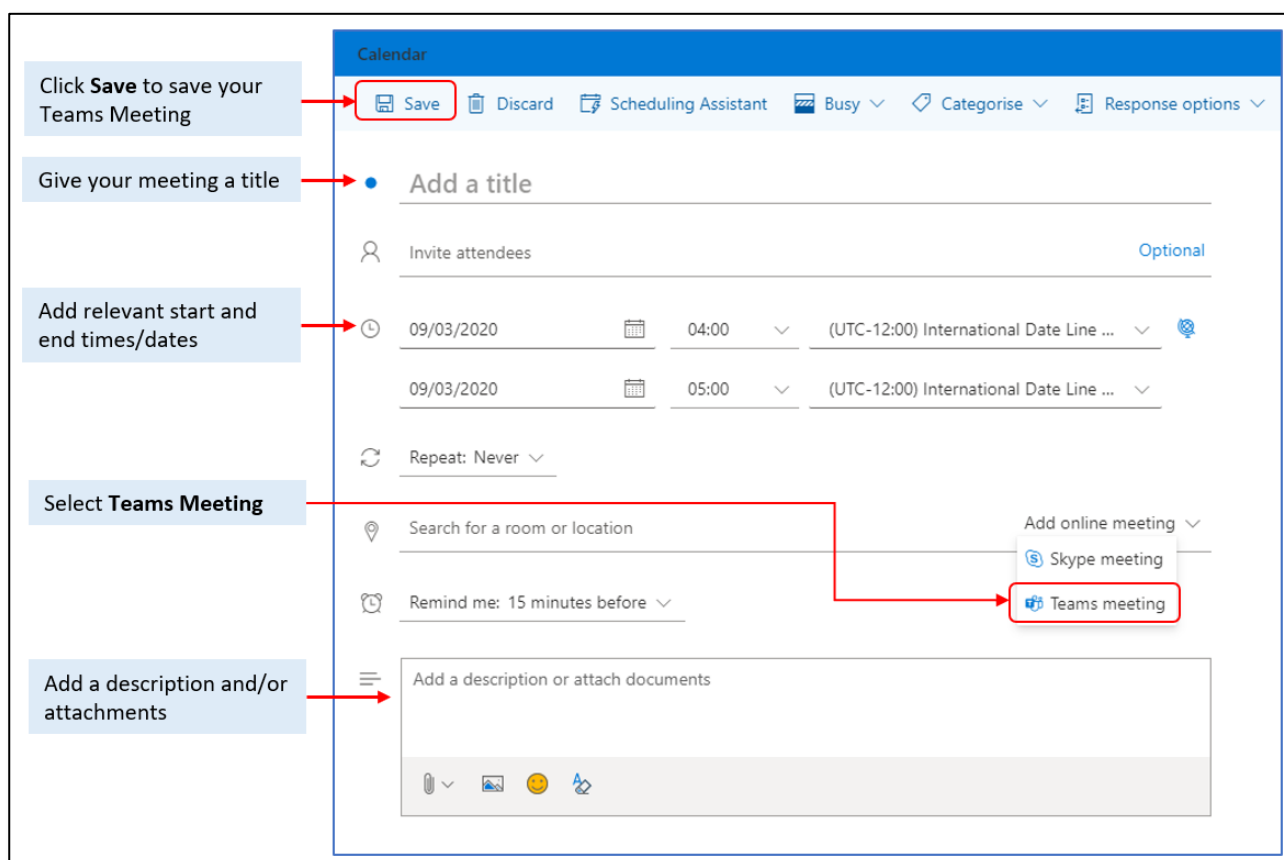 Calendar
Click Save to save your
Teams Meeting
Save Discard Scheduling Assistant Busy Categorise Response options
Give your meeting a title
Add a title
Invite attendees Optional
Add relevant start and
end times/dates
09/03/2020 04:00 (UTC-12:00) International Date Line ...
09/03/2020 05:00 (UTC-12:00) International Date Line ...
Repeat: Never
Select Teams Meeting
Search for a room or location Add online meeting
Skype meeting
Remind me: 15 minutes before Teams meeting
Add a description and/or
attachments
Add a description or attach documents